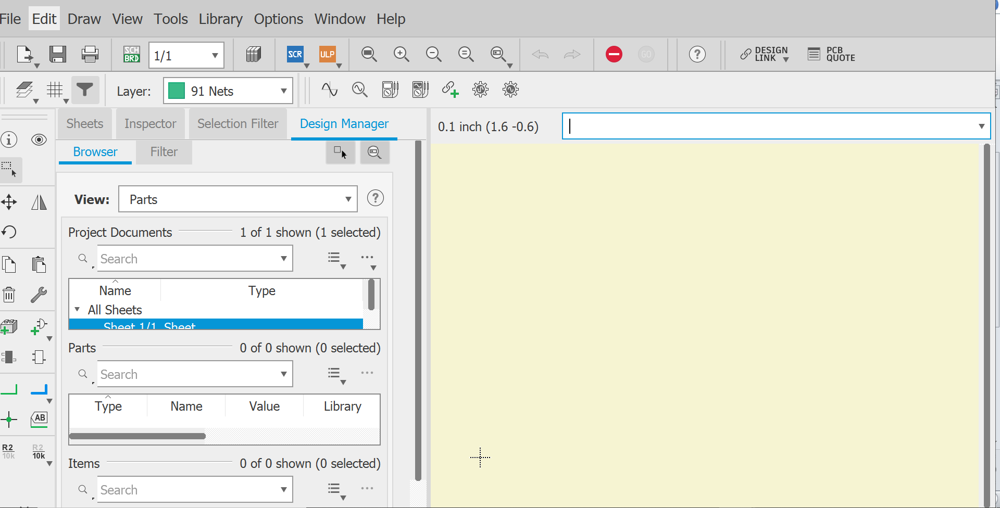 File Edit Draw View Tools Library Options Window Help
SCH
BRD
1/1
SCR
ULP
GO
?
DESIGN
LINK
PCB
QUOTE
Layer:
91 Nets
Sheets
Inspector
Selection Filter
Design Manager
0.1 inch (1.6 -0.6)
Browser
Filter
View:
Parts
?
Project Documents
1 of 1 shown (1 selected)
Search
Name
Type
All Sheets
Sheet 1/1 Sheet
Parts
0 of 0 shown (0 selected)
Search
Type
Name
Value
Library
Items
0 of 0 shown (0 selected)
Search
AB
R2
10k
R2
10k